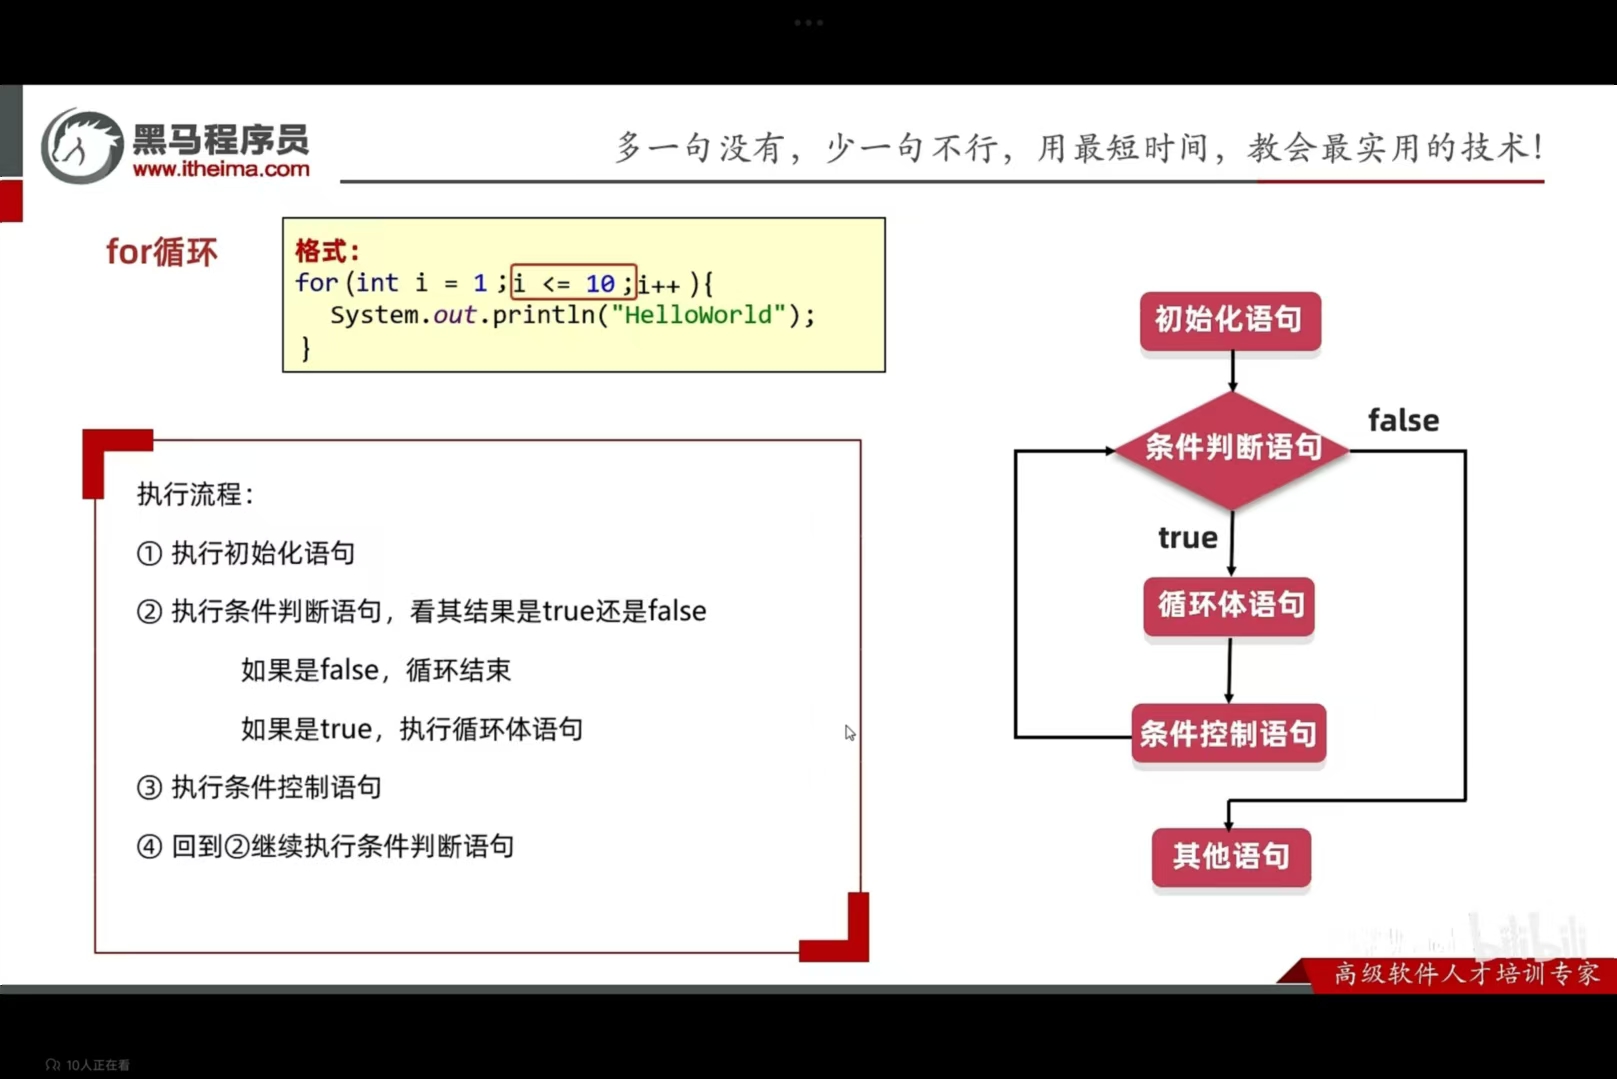 黑马程序员
www.itheima.com
多一句没有，少一句不行，用最短时间，教会最实用的技术！
for循环
格式：
for(int i = 1 ;i <= 10 ;i++ ){
System.out.println("HelloWorld");
}
执行流程：
① 执行初始化语句
② 执行条件判断语句，看其结果是true还是false
如果是false，循环结束
如果是true，执行循环体语句
③ 执行条件控制语句
④ 回到②继续执行条件判断语句
初始化语句
条件判断语句
false
true
循环体语句
条件控制语句
其他语句
bilibili
高级软件人才培训专家
10人正在看